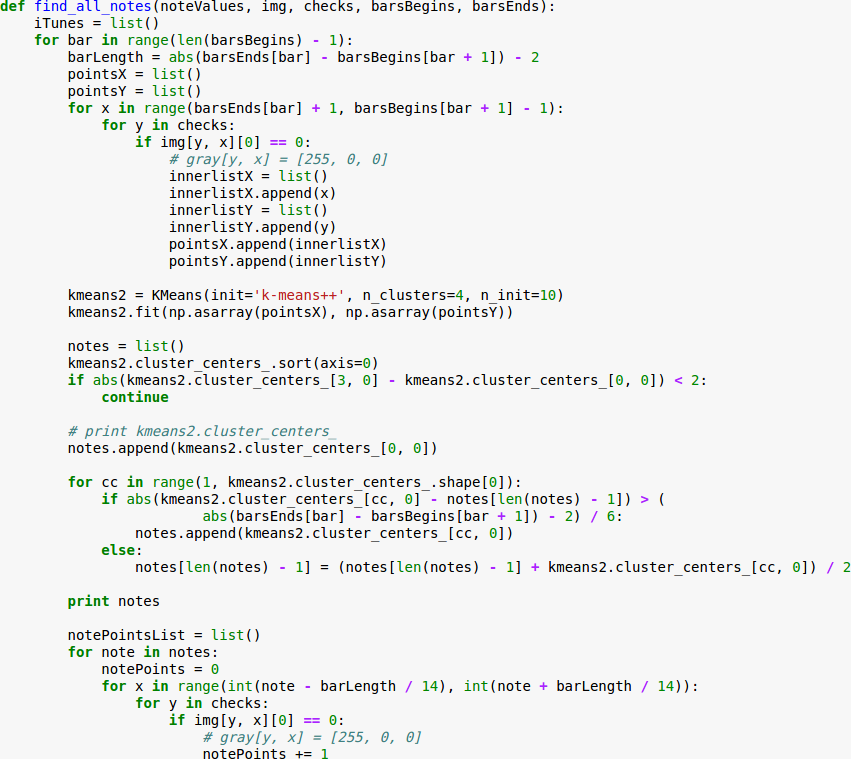 def find_all_notes(noteValues, img, checks, barsBegins, barsEnds):
    iTunes = list()
    for bar in range(len(barsBegins) - 1):
        barLength = abs(barsEnds[bar] - barsBegins[bar + 1]) - 2
        pointsX = list()
        pointsY = list()
        for x in range(barsEnds[bar] + 1, barsBegins[bar + 1] - 1):
            for y in checks:
                if img[y, x][0] == 0:
                    # gray[y, x] = [255, 0, 0]
                    innerlistX = list()
                    innerlistX.append(x)
                    innerlistY = list()
                    innerlistY.append(y)
                    pointsX.append(innerlistX)
                    pointsY.append(innerlistY)

        kmeans2 = KMeans(init='k-means++', n_clusters=4, n_init=10)
        kmeans2.fit(np.asarray(pointsX), np.asarray(pointsY))

        notes = list()
        kmeans2.cluster_centers_.sort(axis=0)
        if abs(kmeans2.cluster_centers_[3, 0] - kmeans2.cluster_centers_[0, 0]) < 2:
            continue

        # print kmeans2.cluster_centers_
        notes.append(kmeans2.cluster_centers_[0, 0])

        for cc in range(1, kmeans2.cluster_centers_.shape[0]):
            if abs(kmeans2.cluster_centers_[cc, 0] - notes[len(notes) - 1]) > (
                        abs(barsEnds[bar] - barsBegins[bar + 1]) - 2) / 6:
                notes.append(kmeans2.cluster_centers_[cc, 0])
            else:
                notes[len(notes) - 1] = (notes[len(notes) - 1] + kmeans2.cluster_centers_[cc, 0]) / 2

        print notes

        notePointsList = list()
        for note in notes:
            notePoints = 0
            for x in range(int(note - barLength / 14), int(note + barLength / 14)):
                for y in checks:
                    if img[y, x][0] == 0:
                        # gray[y, x] = [255, 0, 0]
                        notePoints += 1